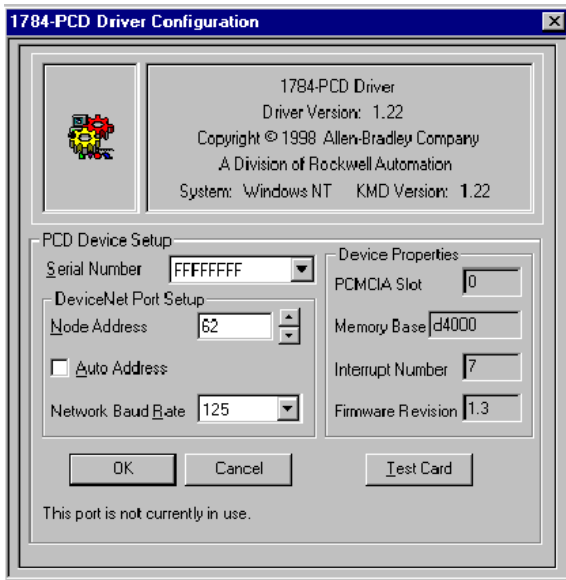 1784-PCD Driver Configuration
1784-PCD Driver
Driver Version: 1.22
Copyright © 1998 Allen-Bradley Company
A Division of Rockwell Automation
System: Windows NT KMD Version: 1.22
PCD Device Setup
Serial Number FFFFFFFF
DeviceNet Port Setup
Node Address 62
Auto Address
Network Baud Rate 125
Device Properties
PCMCIA Slot 0
Memory Base d4000
Interrupt Number 7
Firmware Revision 1.3
OK Cancel Test Card
This port is not currently in use.